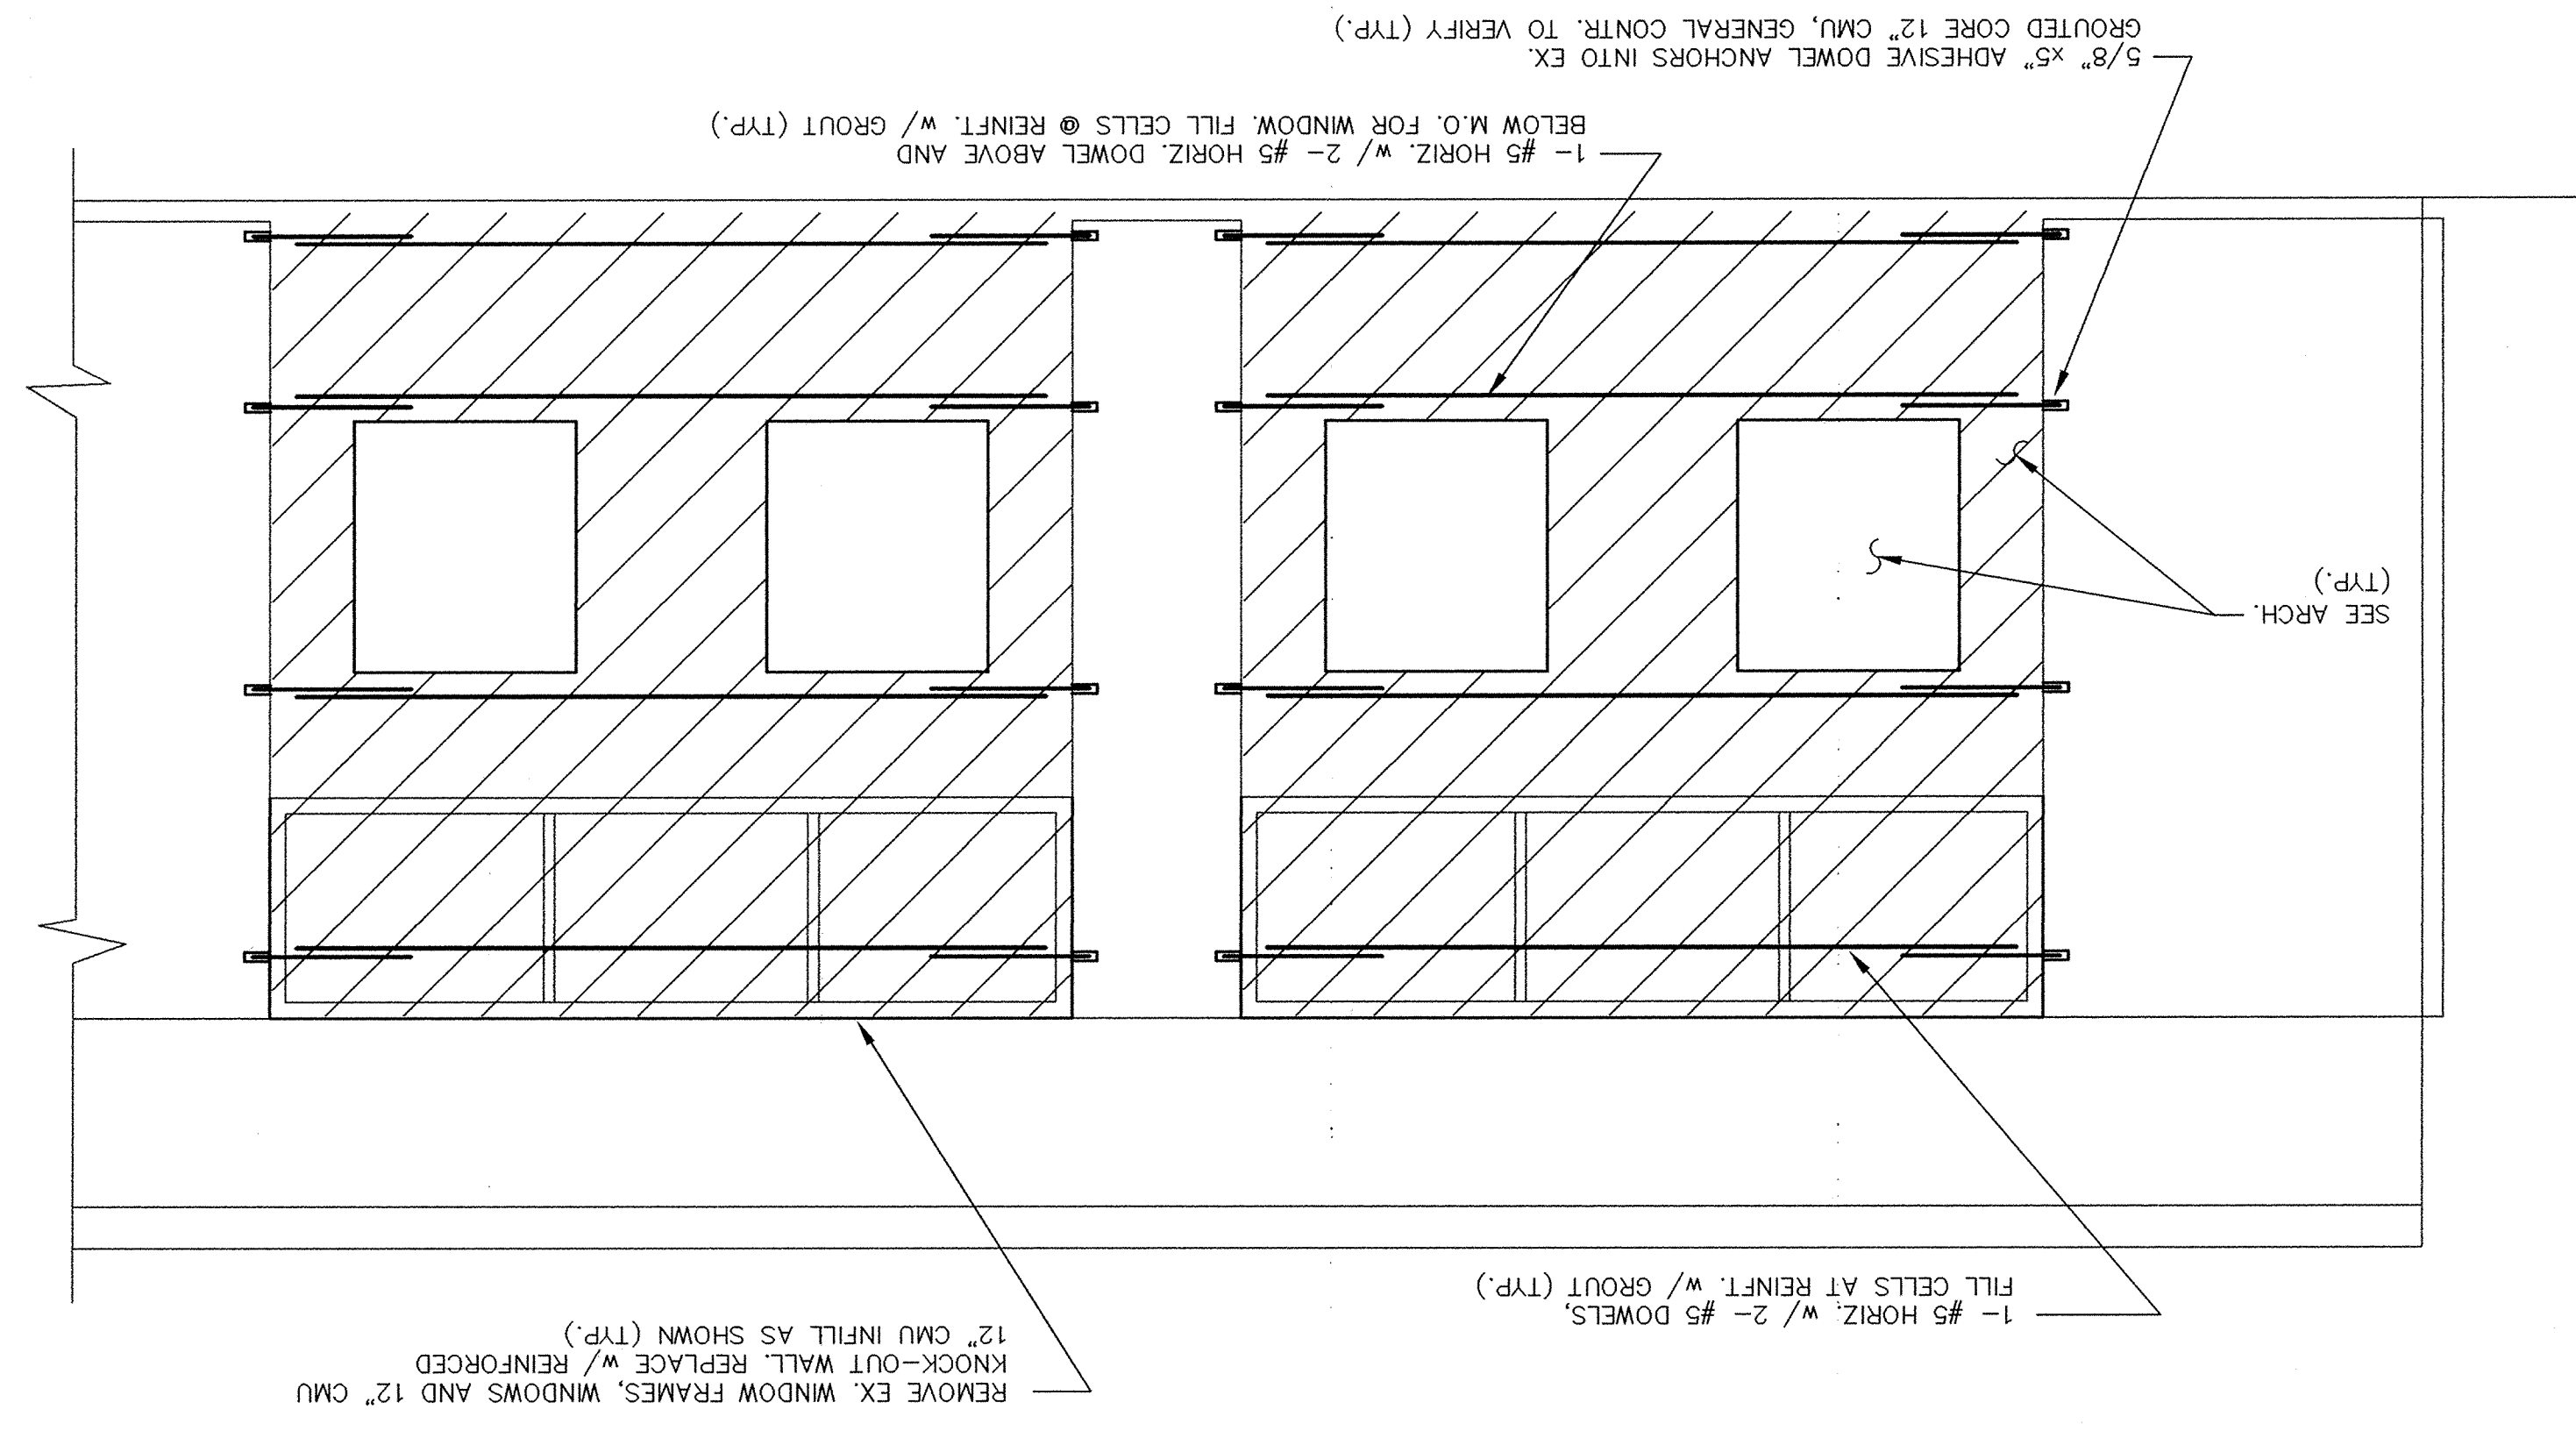 1- #5 HORIZ. w/ 2- #5 DOWELS,
FILL CELLS AT REINFT. w/ GROUT (TYP.)
REMOVE EX. WINDOW FRAMES, WINDOWS AND 12" CMU
KNOCK-OUT WALL. REPLACE w/ REINFORCED
12" CMU INFILL AS SHOWN (TYP.)
SEE ARCH.
(TYP.)
1- #5 HORIZ. w/ 2- #5 HORIZ. DOWEL ABOVE AND
BELOW M.O. FOR WINDOW. FILL CELLS @ REINFT. w/ GROUT (TYP.)
5/8" x5" ADHESIVE DOWEL ANCHORS INTO EX.
GROUTED CORE 12" CMU, GENERAL CONTR. TO VERIFY (TYP.)